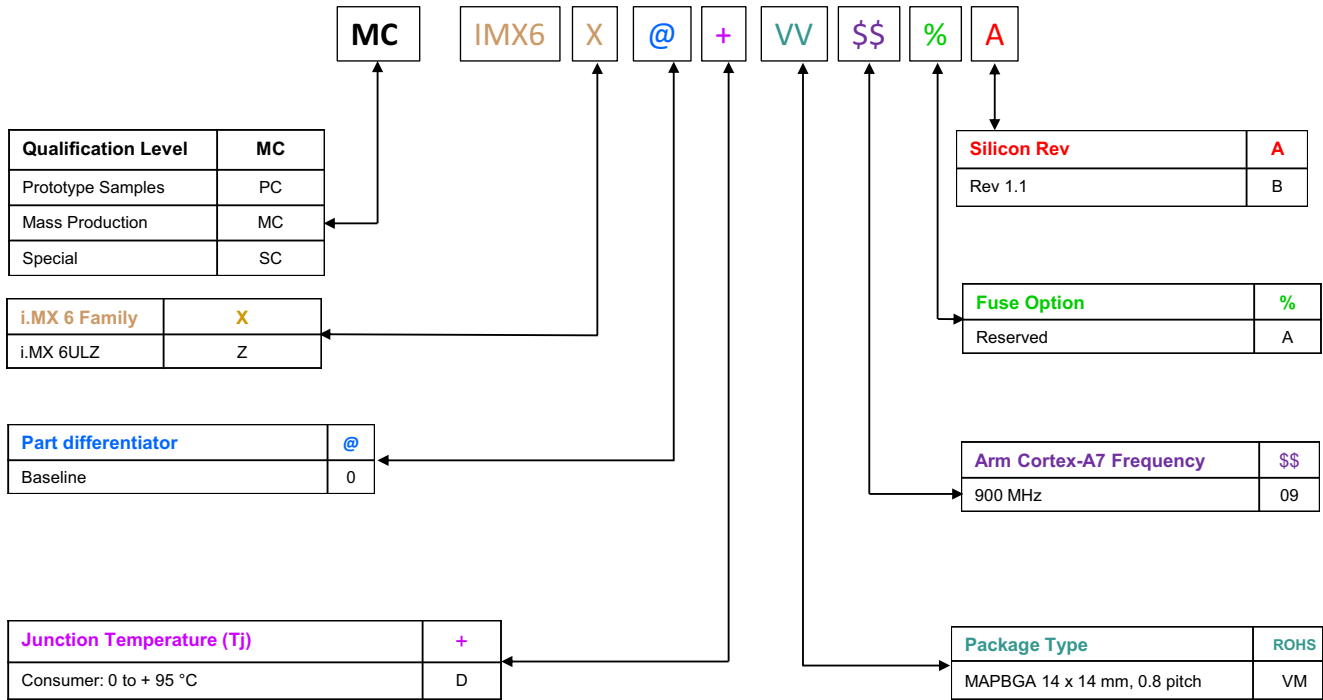 MC IMX6 X @ + VV $$ % A
Qualification Level MC
Prototype Samples PC
Mass Production MC
Special SC
Silicon Rev A
Rev 1.1 B
i.MX 6 Family X
i.MX 6ULZ Z
Fuse Option %
Reserved A
Part differentiator @
Baseline 0
Arm Cortex-A7 Frequency $$
900 MHz 09
Junction Temperature (Tj) +
Consumer: 0 to + 95 °C D
Package Type ROHS
MAPBGA 14 x 14 mm, 0.8 pitch VM